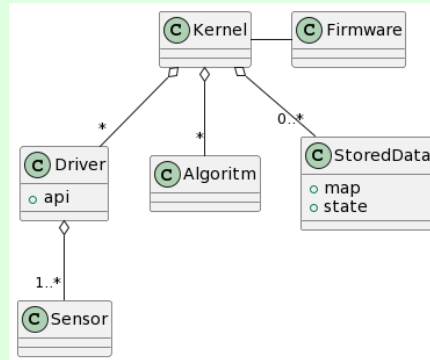 C Kernel
C Firmware
*
*
0..*
C Driver
+ api
C Algoritm
C StoredData
map
state
1..*
C Sensor